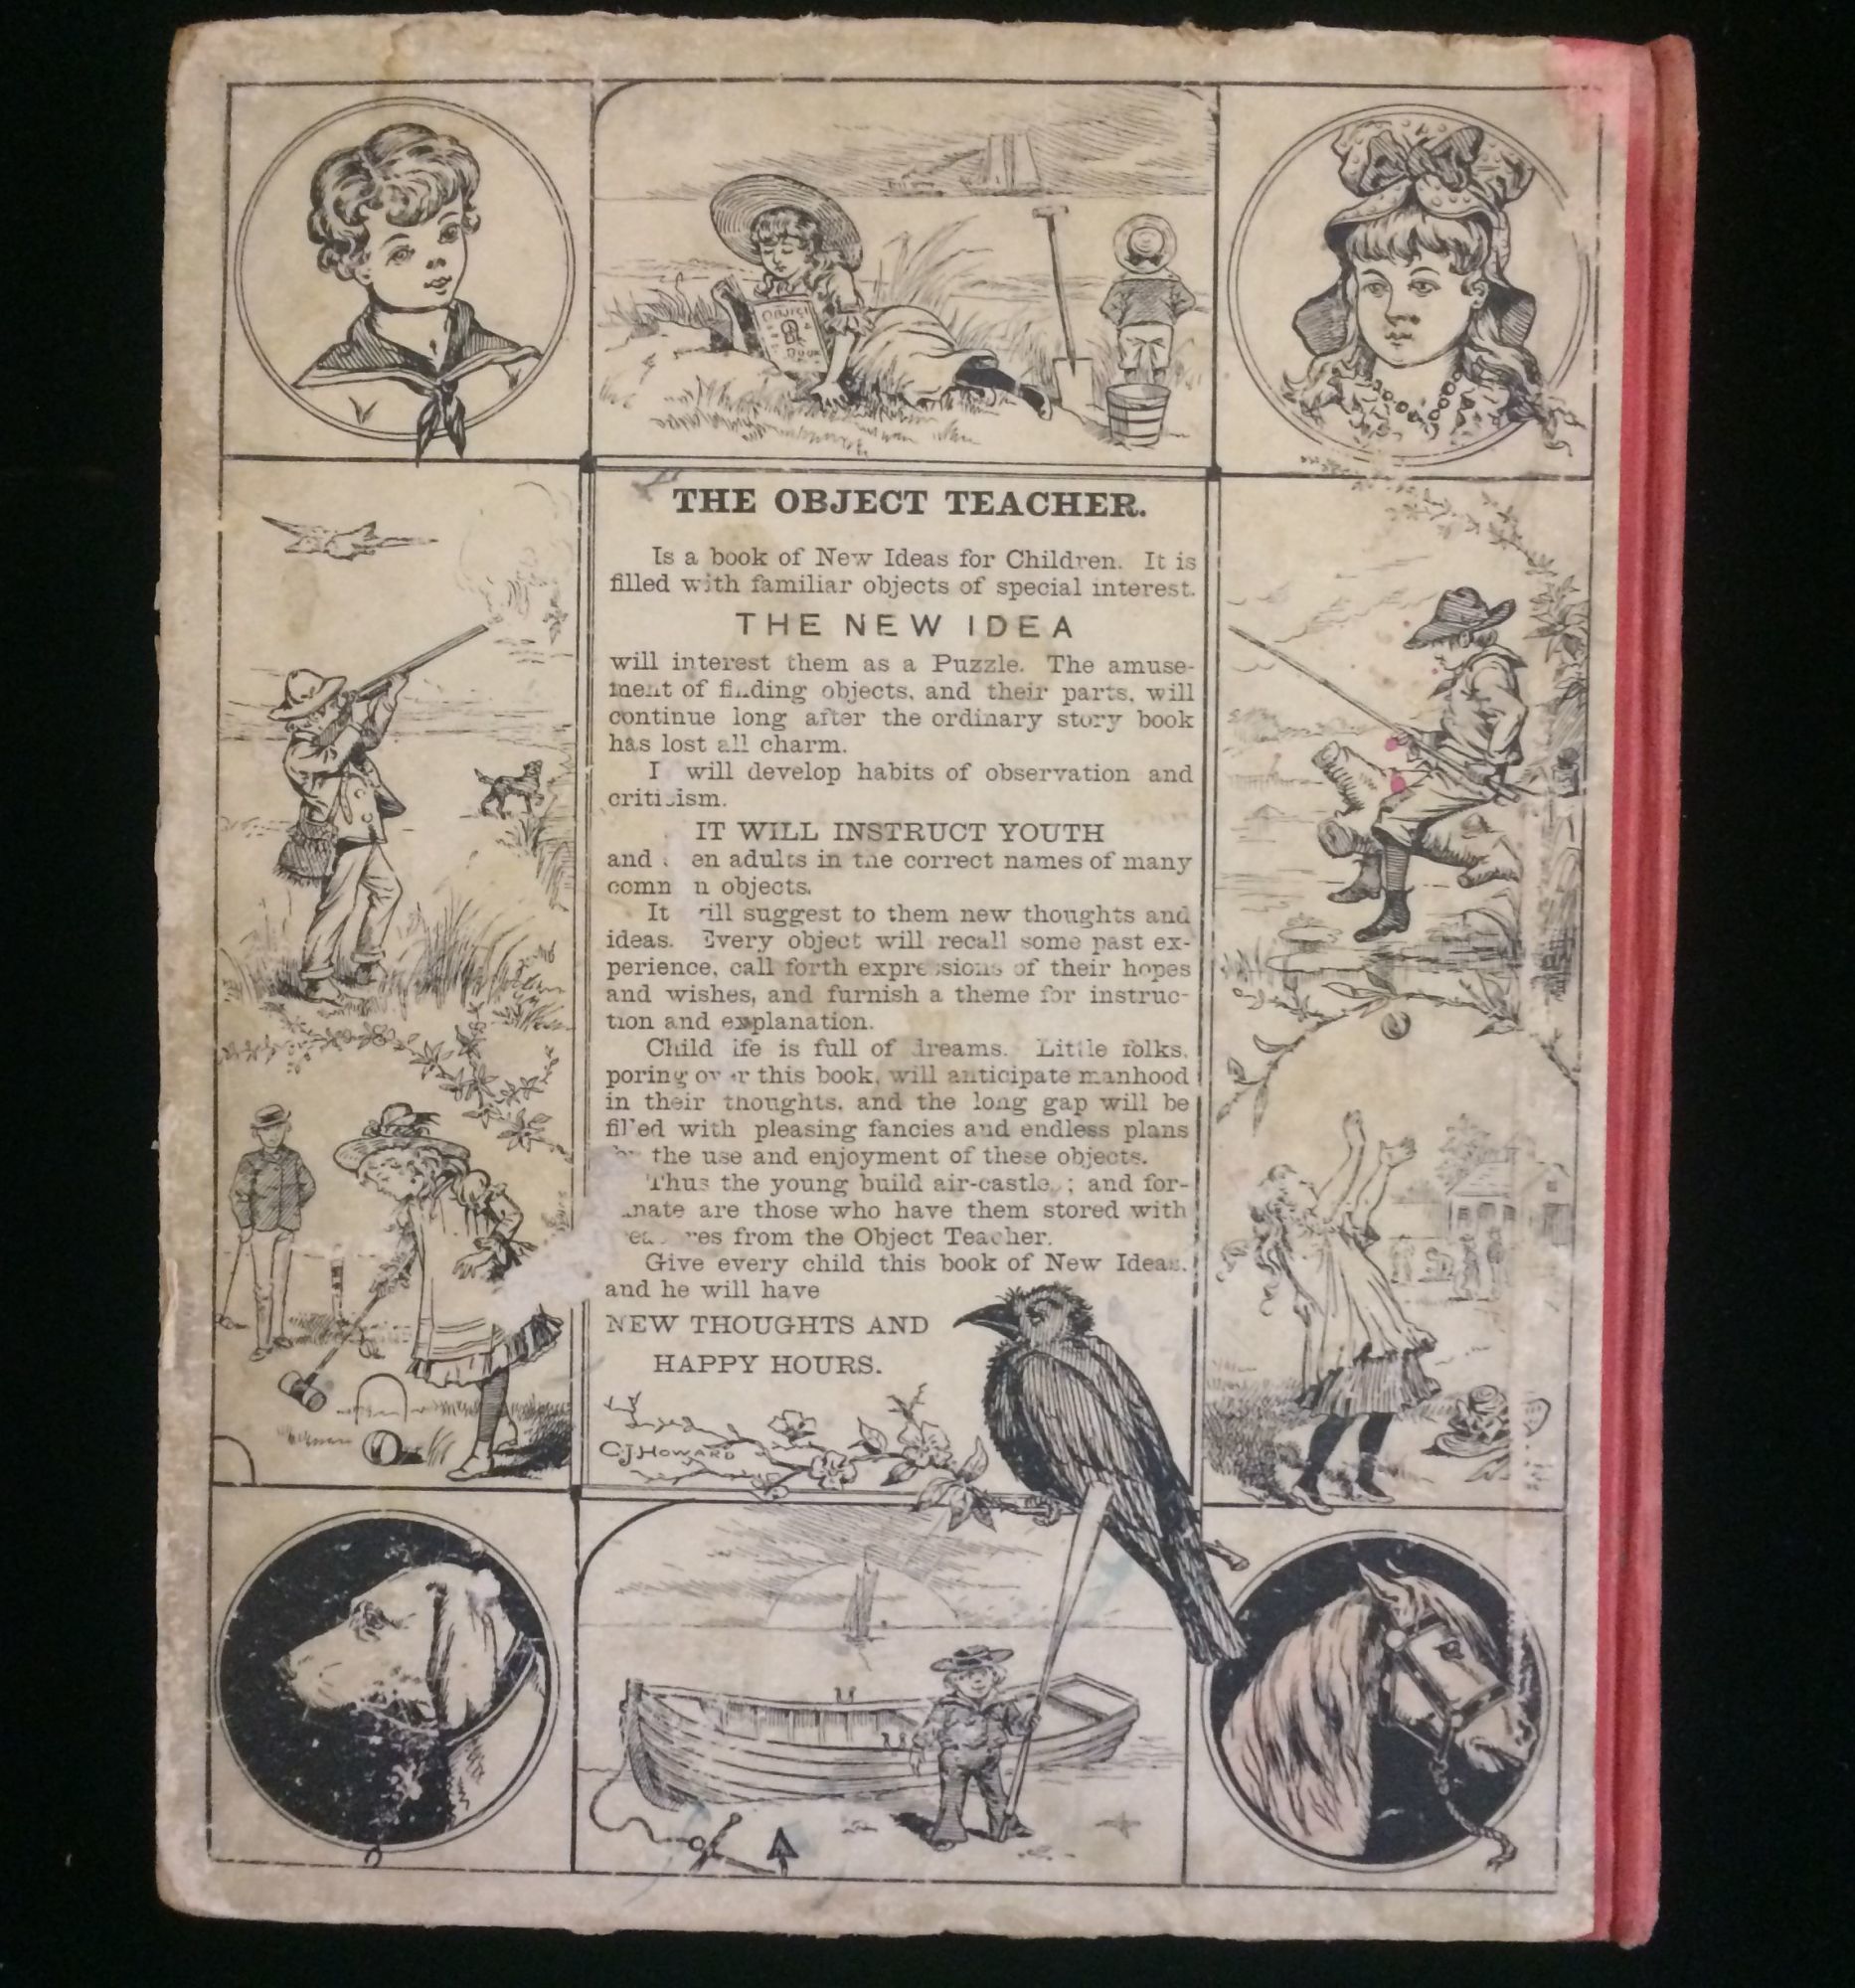 OBJECT
BOOK
THE OBJECT TEACHER.
Is a book of New Ideas for Children. It is
filled with familiar objects of special interest.
THE NEW IDEA
will interest them as a Puzzle. The amuse-
ment of finding objects, and their parts, will
continue long after the ordinary story book
has lost all charm.
I will develop habits of observation and
criticism.
IT WILL INSTRUCT YOUTH
and en adults in the correct names of many
comn n objects.
It will suggest to them new thoughts and
ideas. Every object will recall some past ex-
perience, call forth expressions of their hopes
and wishes, and furnish a theme for instruc-
tion and explanation.
Child life is full of dreams. Little folks,
poring over this book, will anticipate manhood
in their thoughts, and the long gap will be
filled with pleasing fancies and endless plans
the use and enjoyment of these objects.
Thus the young build air-castles; and for-
nate are those who have them stored with
res from the Object Teacher.
Give every child this book of New Ideas,
and he will have
NEW THOUGHTS AND
HAPPY HOURS.
C.J. HOWARD